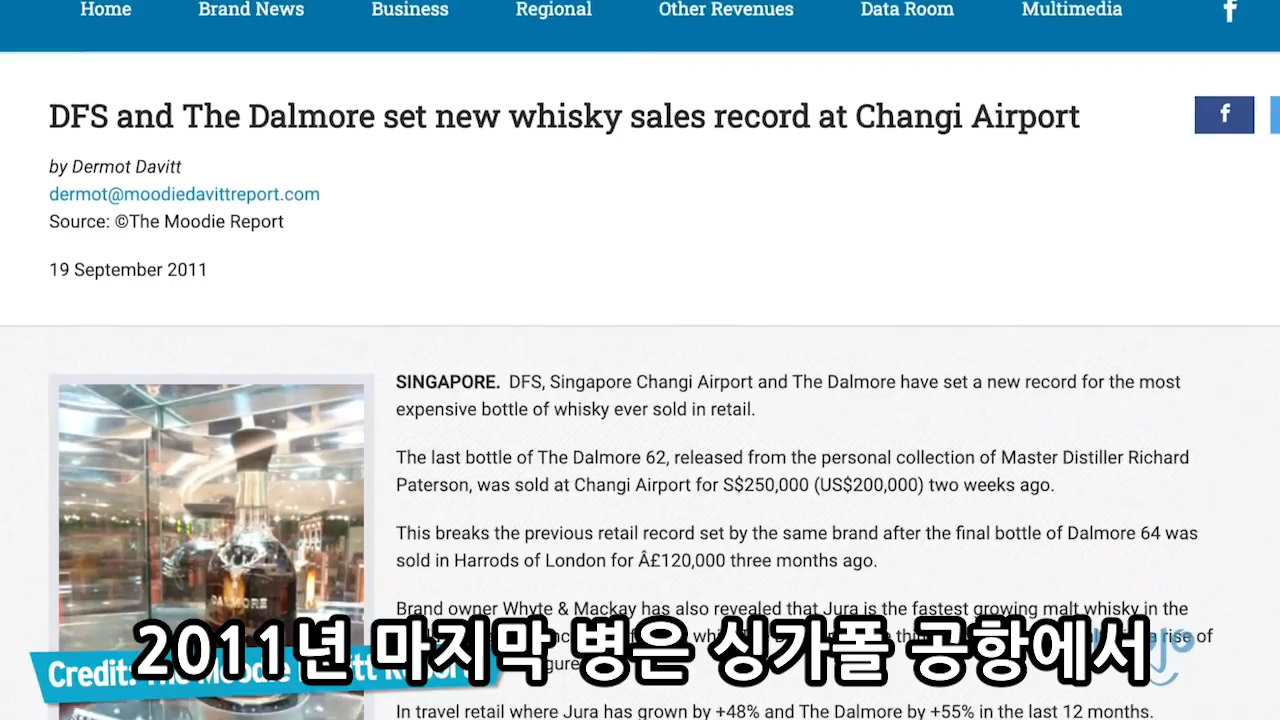 Home Brand News Business Regional Other Revenues Data Room Multimedia f
DFS and The Dalmore set new whisky sales record at Changi Airport
f
by Dermot Davitt
dermot@moodiedavittreport.com
Source: ©The Moodie Report
19 September 2011
SINGAPORE. DFS, Singapore Changi Airport and The Dalmore have set a new record for the most
expensive bottle of whisky ever sold in retail.
The last bottle of The Dalmore 62, released from the personal collection of Master Distiller Richard
Paterson, was sold at Changi Airport for S$250,000 (US$200,000) two weeks ago.
This breaks the previous retail record set by the same brand after the final bottle of Dalmore 64 was
sold in Harrods of London for Â£120,000 three months ago.
DALMORE
Brand owner Whyte & Mackay has also revealed that Jura is the fastest growing malt whisky in the
rise of
Credit: The Moodie
2011년 마지막 병은 싱가폴 공항에서
In travel retail where Jura has grown by +48% and The Dalmore by +55% in the last 12 months.